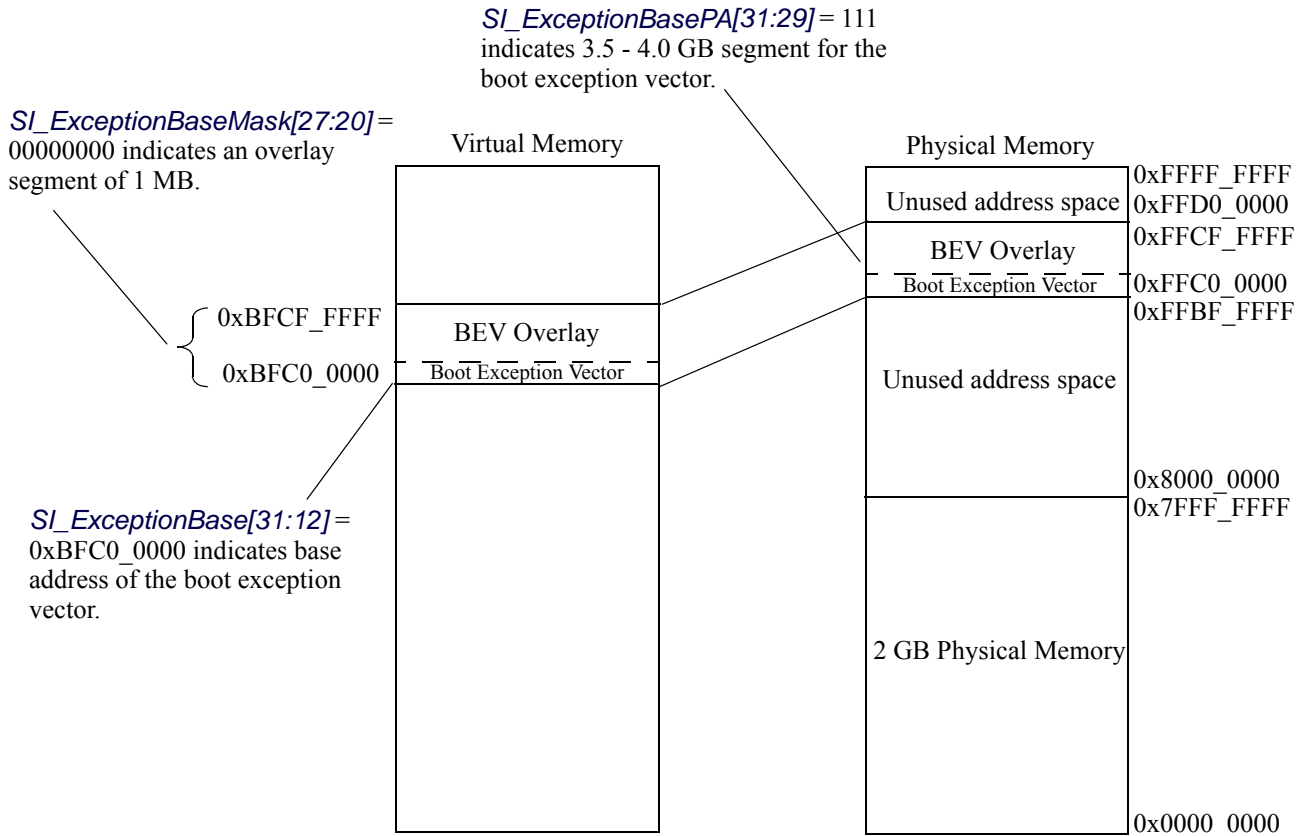 SI_ExceptionBasePA[31:29] = 111
indicates 3.5 - 4.0 GB segment for the
boot exception vector.
SI_ExceptionBaseMask[27:20] =
00000000 indicates an overlay
segment of 1 MB.
Virtual Memory
Physical Memory
0xFFFF_FFFF
Unused address space
0xFFD0_0000
0xFFCF_FFFF
BEV Overlay
Boot Exception Vector
0xFFC0_0000
0xFFBF_FFFF
0xBFCF_FFFF
BEV Overlay
0xBFC0_0000
Boot Exception Vector
Unused address space
0x8000_0000
0x7FFF_FFFF
SI_ExceptionBase[31:12] =
0xBFC0_0000 indicates base
address of the boot exception
vector.
2 GB Physical Memory
0x0000_0000